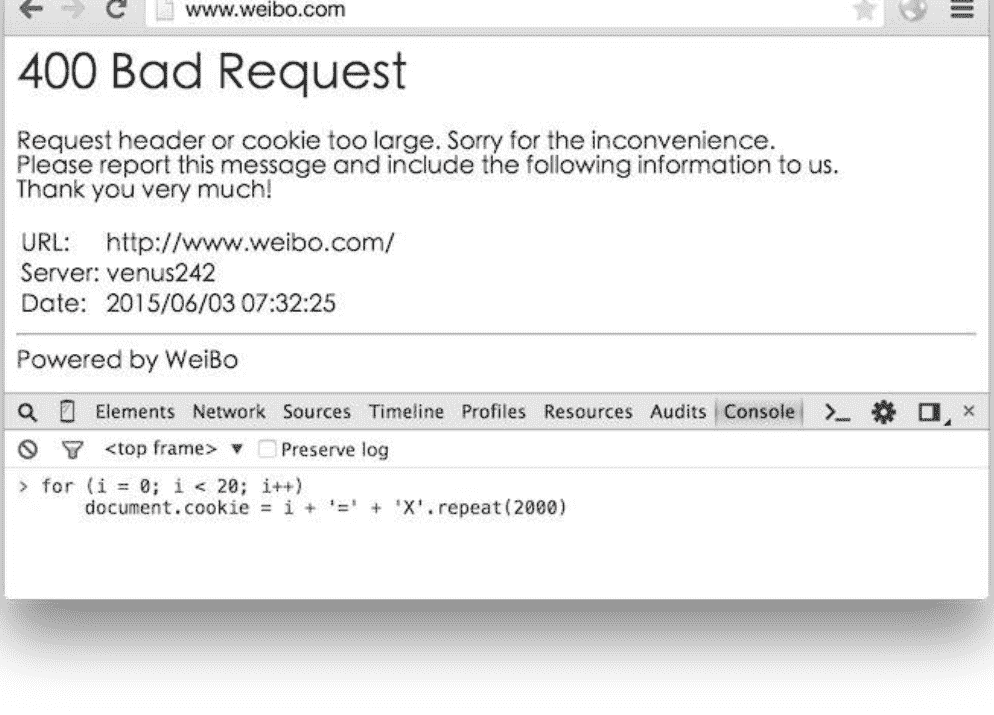 www.weibo.com
400 Bad Request
Request header or cookie too large. Sorry for the inconvenience.
Please report this message and include the following information to us.
Thank you very much!
URL: http://www.weibo.com/
Server: venus242
Date: 2015/06/03 07:32:25
Powered by WeiBo
Elements Network Sources Timeline Profiles Resources Audits Console
<top frame> ▼ Preserve log
> for (i = 0; i < 20; i++)
document.cookie = i + '=' + 'X'.repeat(2000)